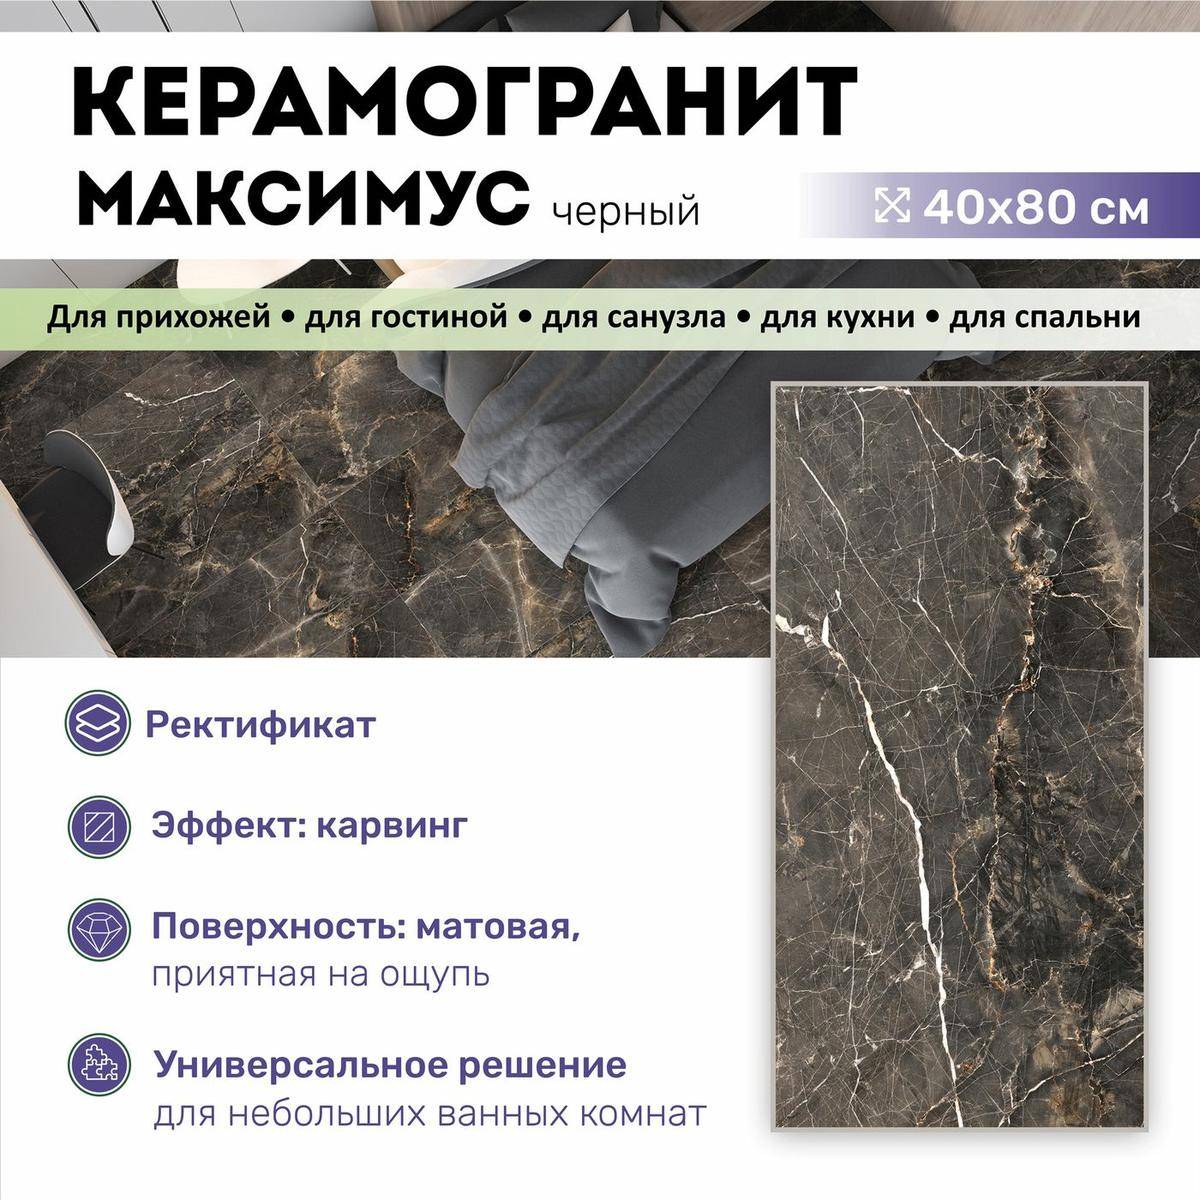 КЕРАМОГРАНИТ
МАКСИМУС черный
40x80 см
Для прихожей • для гостиной • для санузла • для кухни • для спальни
Ректификат
Эффект: карвинг
Поверхность: матовая,
приятная на ощупь
Универсальное решение
для небольших ванных комнат